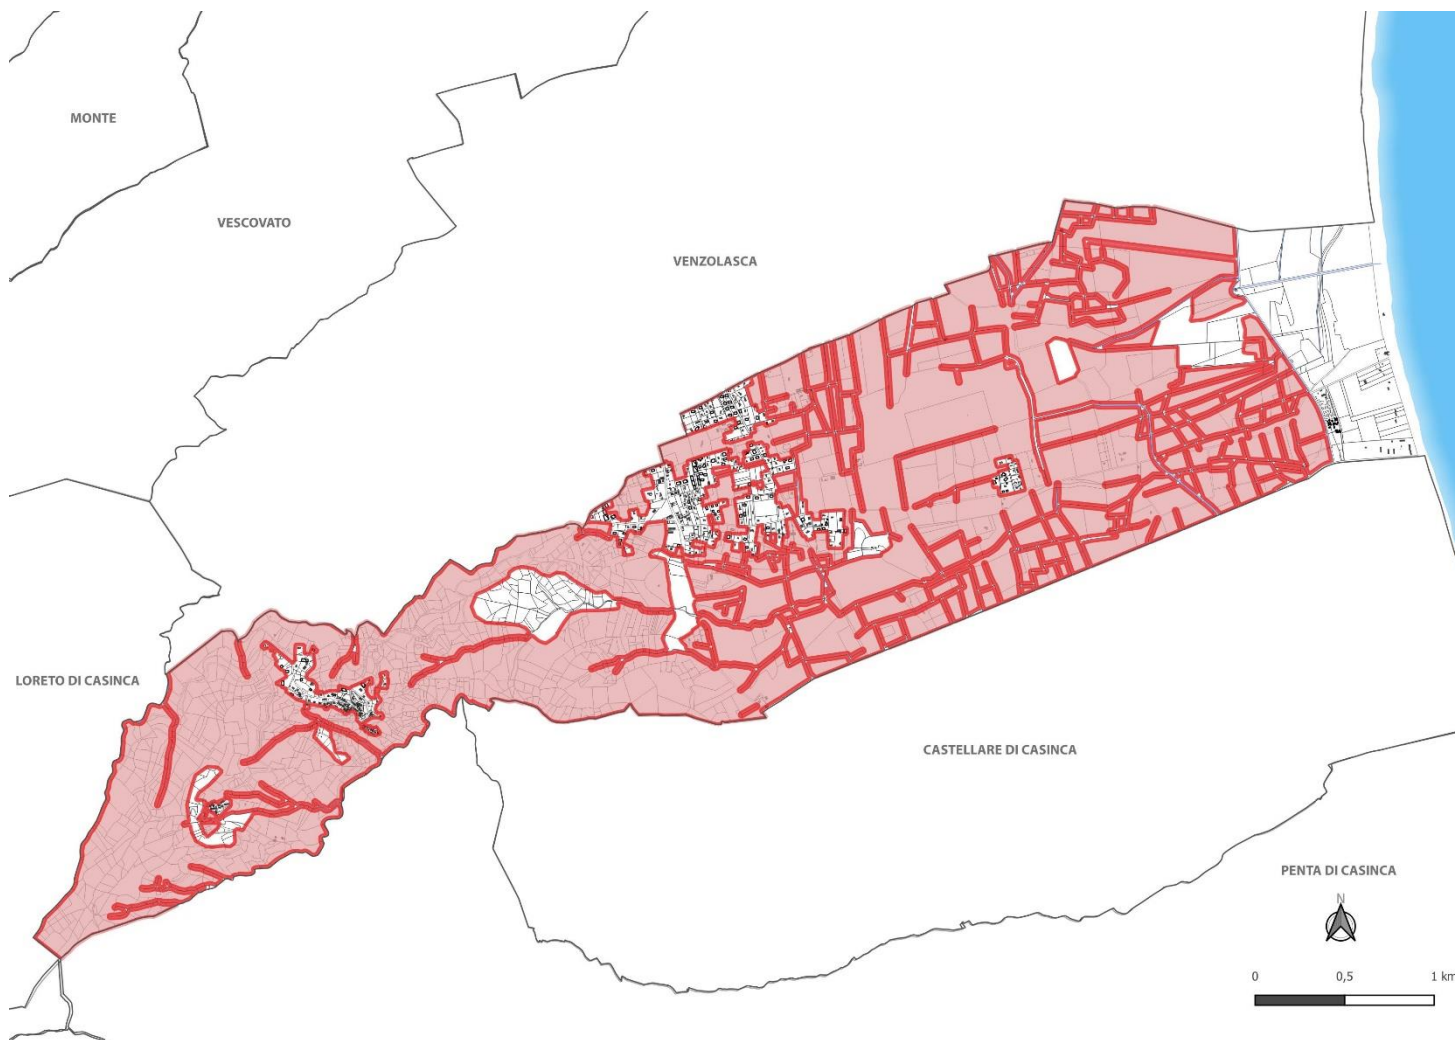 MONTE
VESCOVATO
VENZOLASCA
LORETO DI CASINCA
CASTELLARE DI CASINCA
PENTA DI CASINCA
N
0 0,5 1 km